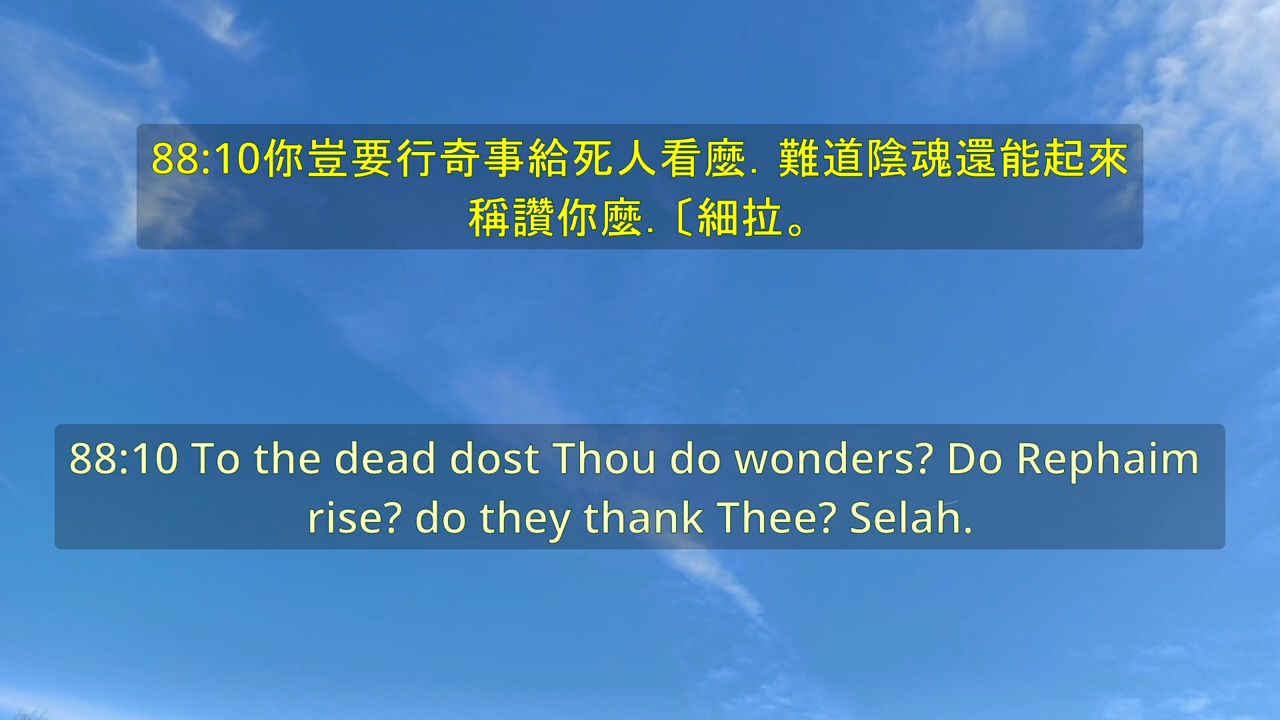 88:10你豈要行奇事給死人看麼. 難道陰魂還能起來
稱讚你麼.〔細拉。
88:10 To the dead dost Thou do wonders? Do Rephaim
rise? do they thank Thee? Selah.